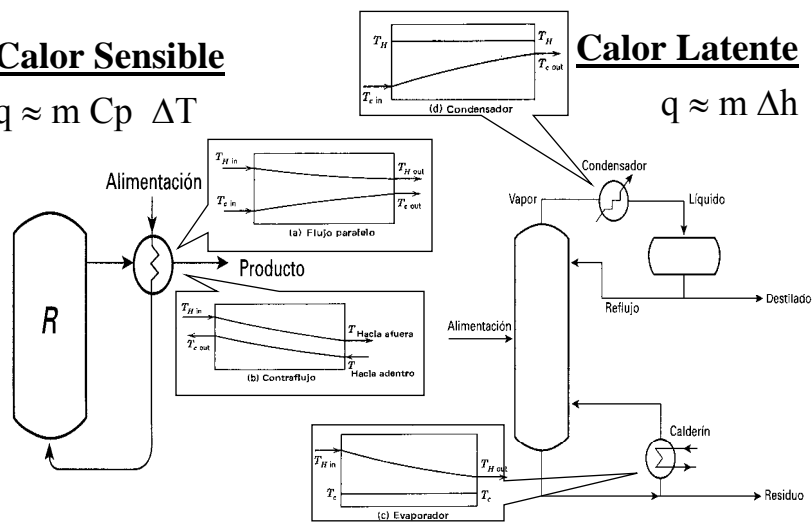 Calor Sensible
q ≈ m Cp ΔT
Calor Latente
q ≈ m Δh
T_H
T_H
T_c out
T_c in
(d) Condensador
T_H in
T_H out
T_c in
T_c out
(a) Flujo paralelo
Alimentación
Producto
R
T_H in
T_c out
T Hacia afuera
T Hacia adentro
(b) Contraflujo
Condensador
Vapor
Líquido
Reflujo
Destilado
Alimentación
Calderín
Residuo
T_H in
T_H out
T_c
T_c
(c) Evaporador